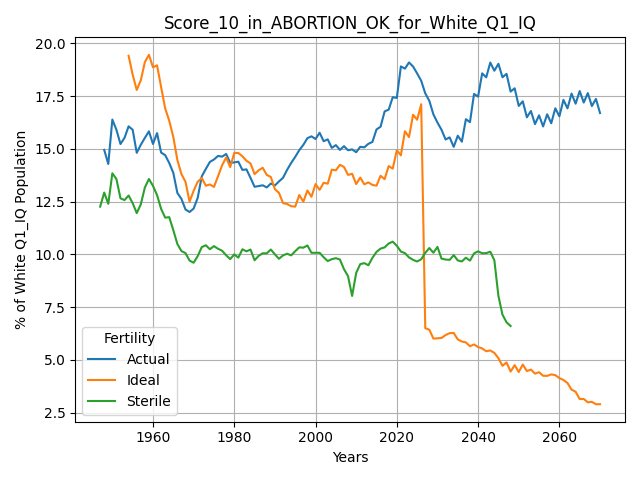 Score_10_in_ABORTION_OK_for_White_Q1_IQ
% of White Q1_IQ Population
20.0
17.5
15.0
12.5
10.0
7.5
5.0
2.5
Fertility
Actual
Ideal
Sterile
1960 1980 2000 2020 2040 2060
Years